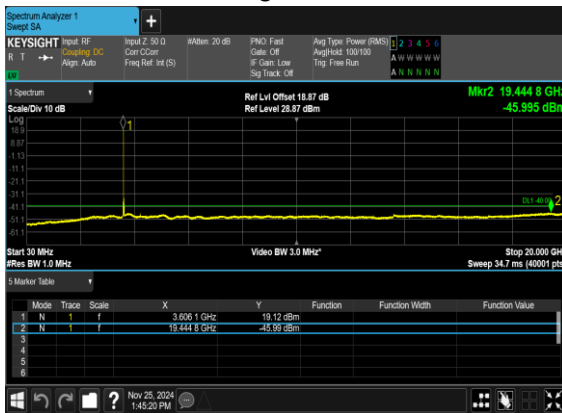 Spectrum Analyzer 1
Swept SA
+
KEYSIGHT Input: RF Input Z: 50 Ω #Atten: 20 dB PNO: Fast Avg Type: Power (RMS) 1 2 3 4 5 6
R T Coupling: DC Corr CCorr Gate: Off Avg|Hold: 100/100 A W W W W W
Align: Auto Freq Ref: Int (S) IF Gain: Low Trig: Free Run
Sig Track: Off A N N N N N
1 Spectrum Ref Lvl Offset 18.87 dB Mkr2 19.444 8 GHz
Scale/Div 10 dB Ref Level 28.87 dBm -45.995 dBm
Log
18.9
1
8.87
-1.13
-11.1
-21.1
-31.1
DL1 -40.00
2
-41.1
-51.1
-61.1
Start 30 MHz Video BW 3.0 MHz* Stop 20.000 GHz
#Res BW 1.0 MHz Sweep 34.7 ms (40001 pts)
5 Marker Table
Mode Trace Scale X Y Function Function Width Function Value
1 N 1 f 3.606 1 GHz 19.12 dBm
2 N 1 f 19.444 8 GHz -45.99 dBm
3
4
5
6
? Nov 25, 2024
1:45:20 PM